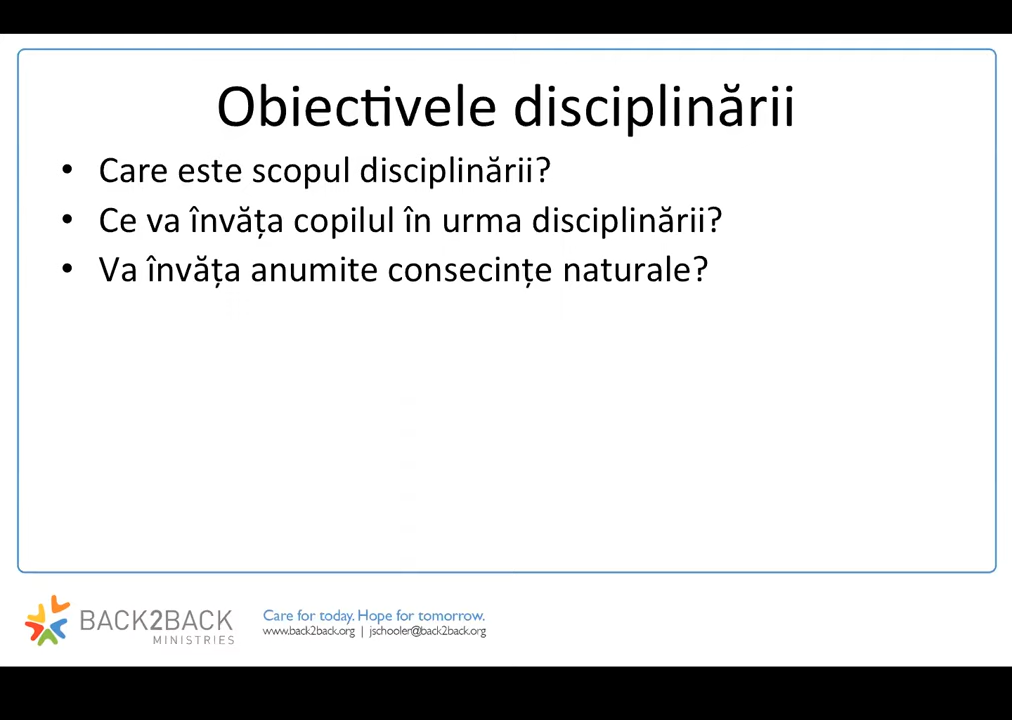 Obiectivele disciplinării
• Care este scopul disciplinării?
• Ce va învăța copilul în urma disciplinării?
• Va învăța anumite consecințe naturale?
BACK2BACK
MINISTRIES
Care for today. Hope for tomorrow.
www.back2back.org | jschooler@back2back.org